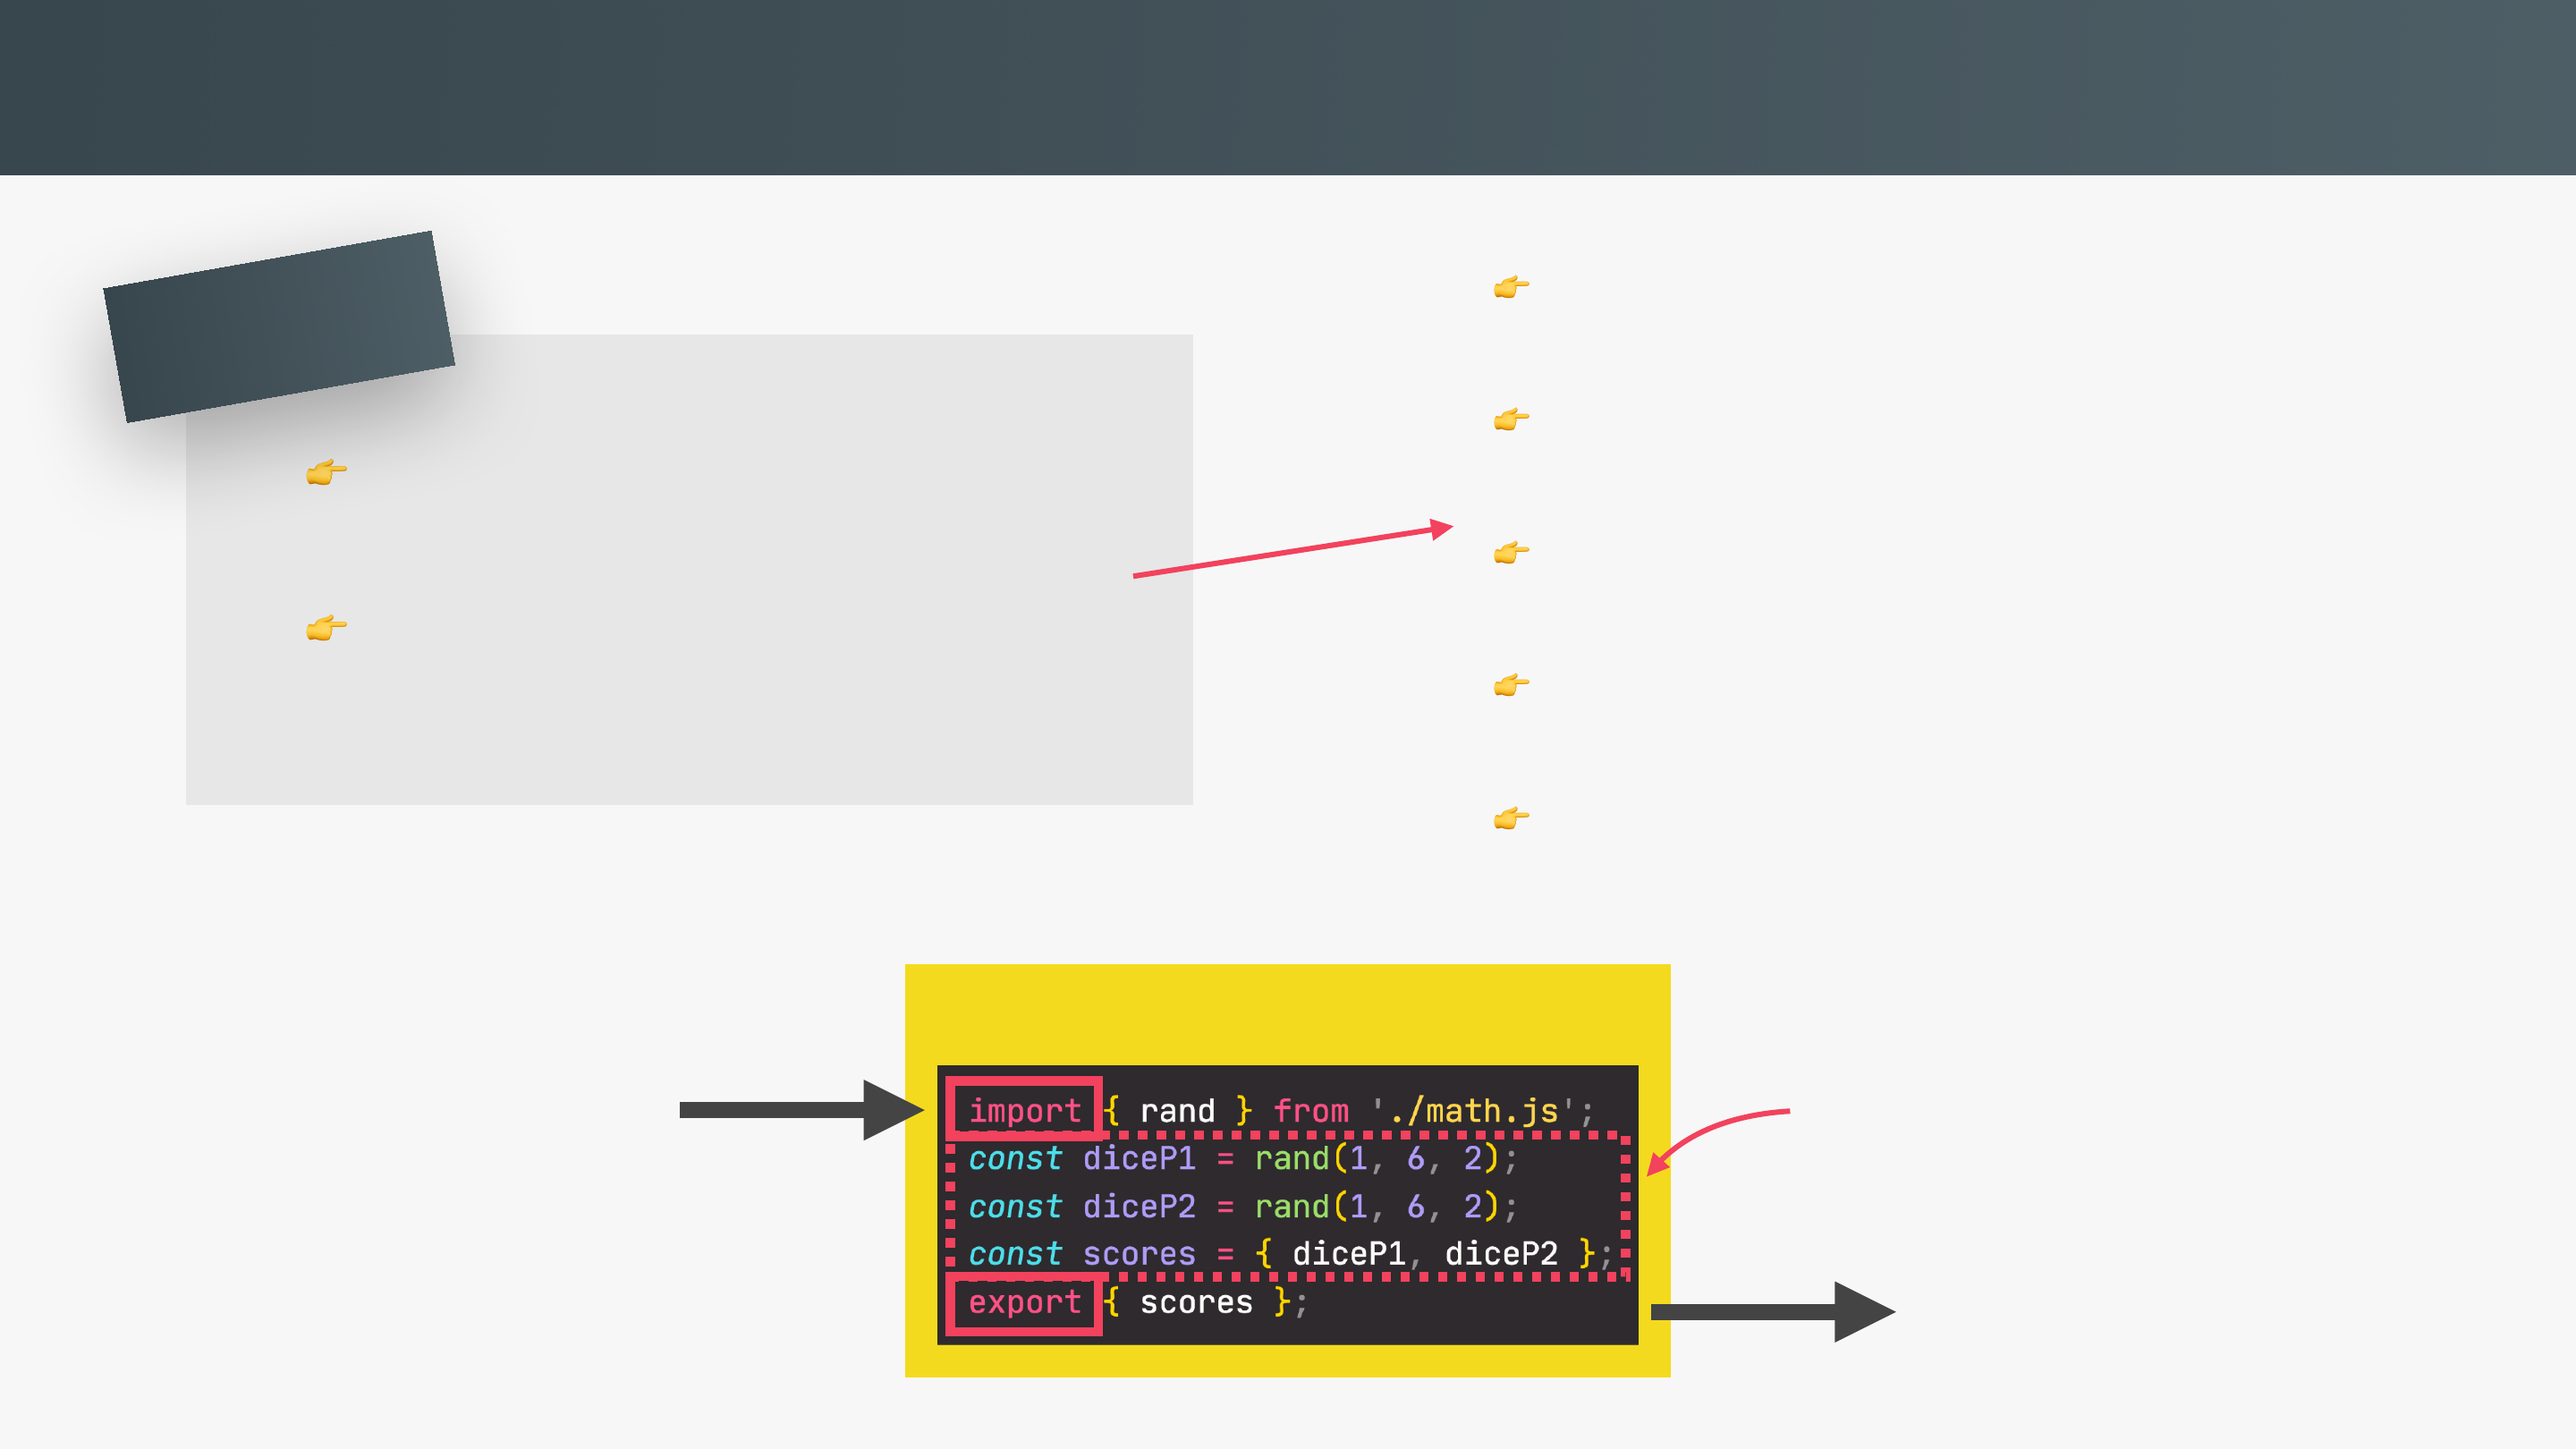 import { rand } from './math.js';
const diceP1 = rand(1, 6, 2);
const diceP2 = rand(1, 6, 2);
const scores = { diceP1, diceP2 };
export { scores };